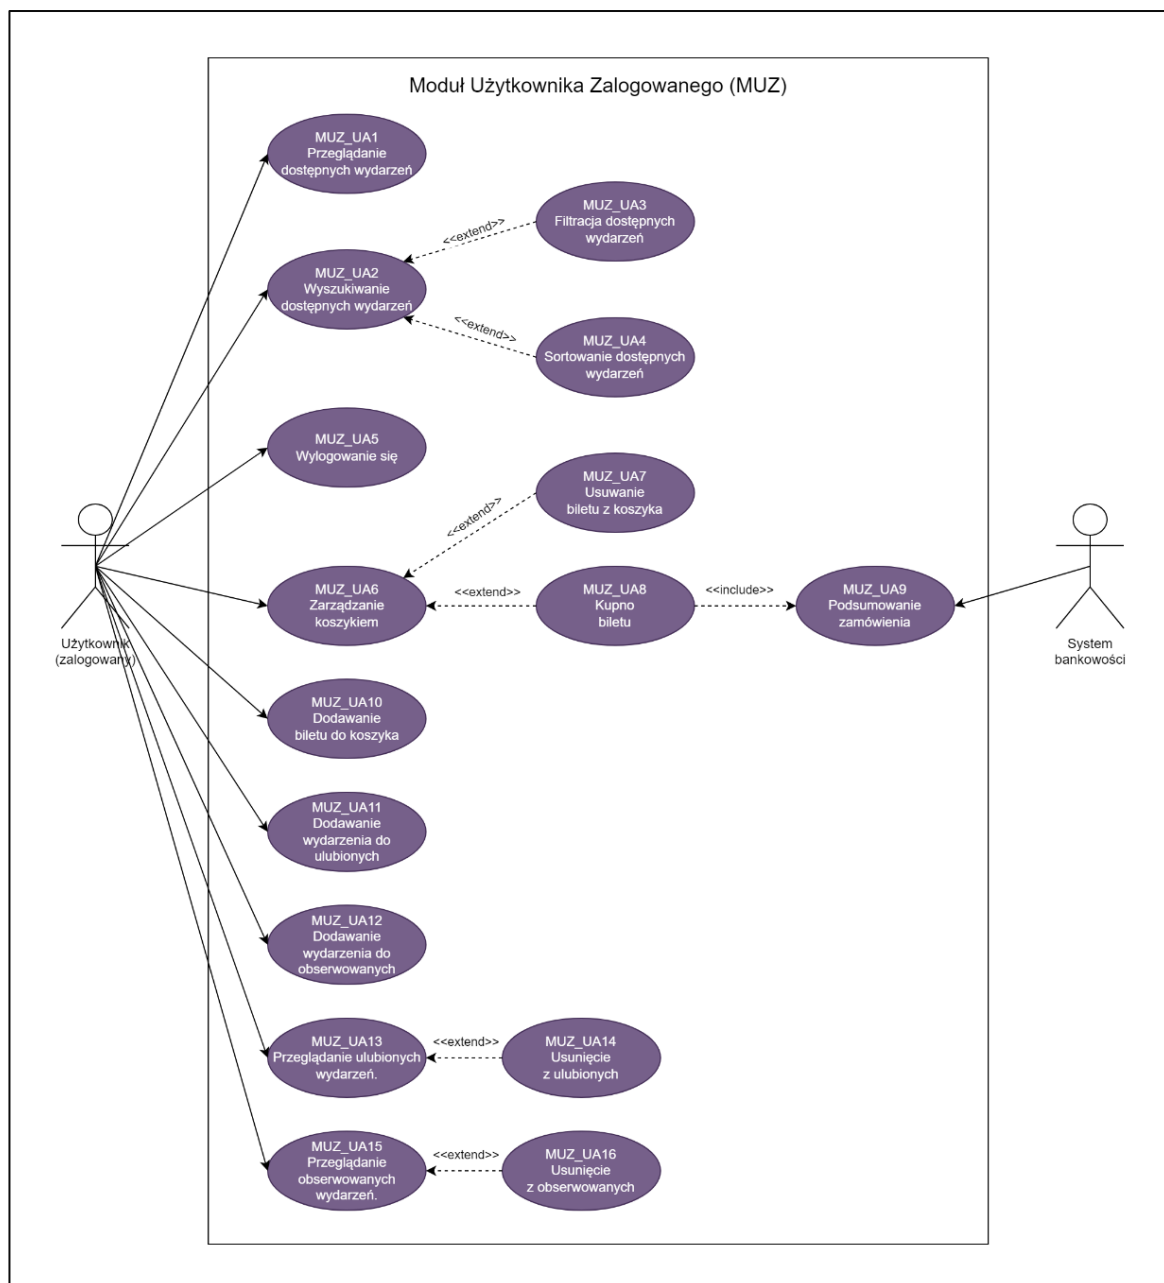 Moduł Użytkownika Zalogowanego (MUZ)
MUZ_UA1
Przeglądanie
dostępnych wydarzeń
MUZ_UA3
Filtracja dostępnych
wydarzeń
<<extend>>
MUZ_UA2
Wyszukiwanie
dostępnych wydarzeń
<<extend>>
MUZ_UA4
Sortowanie dostępnych
wydarzeń
MUZ_UA5
Wylogowanie się
MUZ_UA7
Usuwanie
biletu z koszyka
<<extend>>
MUZ_UA6
Zarządzanie
koszykiem
<<extend>>
MUZ_UA8
Kupno
biletu
<<include>>
MUZ_UA9
Podsumowanie
zamówienia
Użytkownik
(zalogowany)
System
bankowości
MUZ_UA10
Dodawanie
biletu do koszyka
MUZ_UA11
Dodawanie
wydarzenia do
ulubionych
MUZ_UA12
Dodawanie
wydarzenia do
obserwowanych
MUZ_UA13
Przeglądanie ulubionych
wydarzeń.
<<extend>>
MUZ_UA14
Usunięcie
z ulubionych
MUZ_UA15
Przeglądanie
obserwowanych
wydarzeń.
<<extend>>
MUZ_UA16
Usunięcie
z obserwowanych